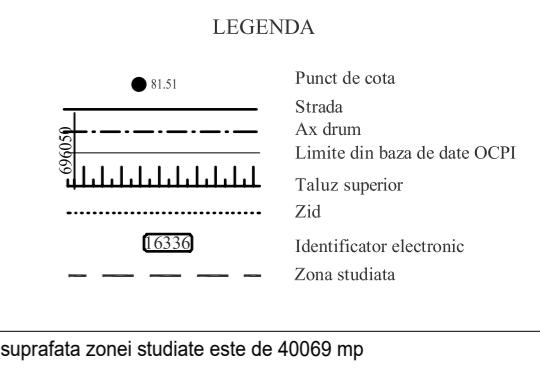 LEGENDA
81.51 Punct de cota
Strada
Ax drum
696050
Limite din baza de date OCPI
Taluz superior
Zid
16336 Identificator electronic
Zona studiata
suprafata zonei studiate este de 40069 mp